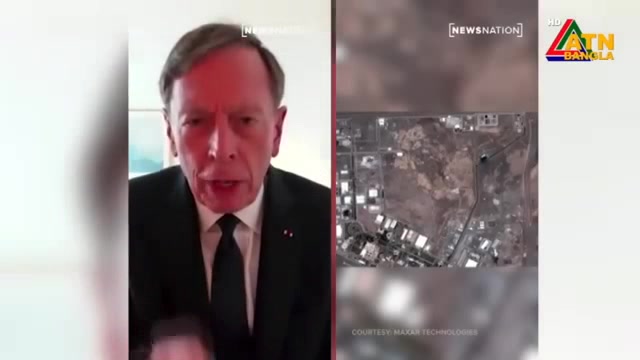 [NEWSNATION]
[NEWSNATION]
HD
ATN
BANGLA
COURTESY: MAXAR TECHNOLOGIES